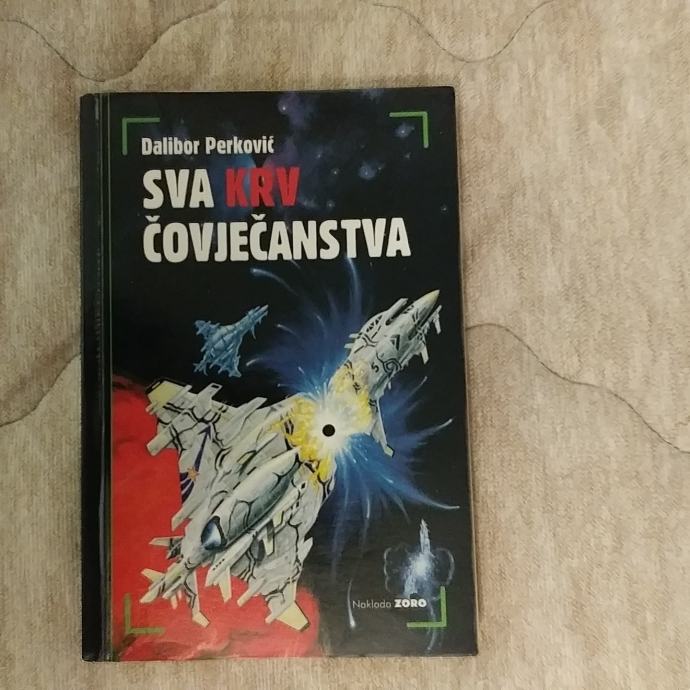 Dalibor Perković
SVA KRV
ČOVJEČANSTVA
Naklada ZORO